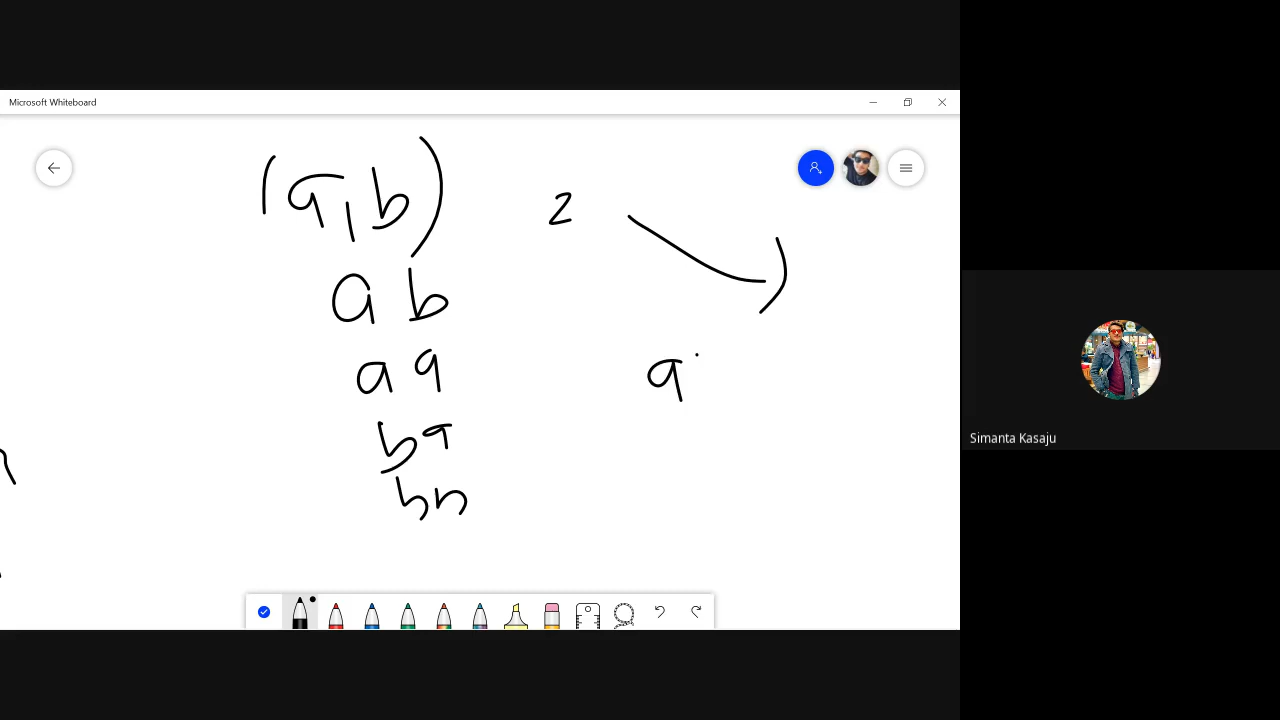 Microsoft Whiteboard
(a,b) 2
a b
a a
a
b a
b b
Simanta Kasaju